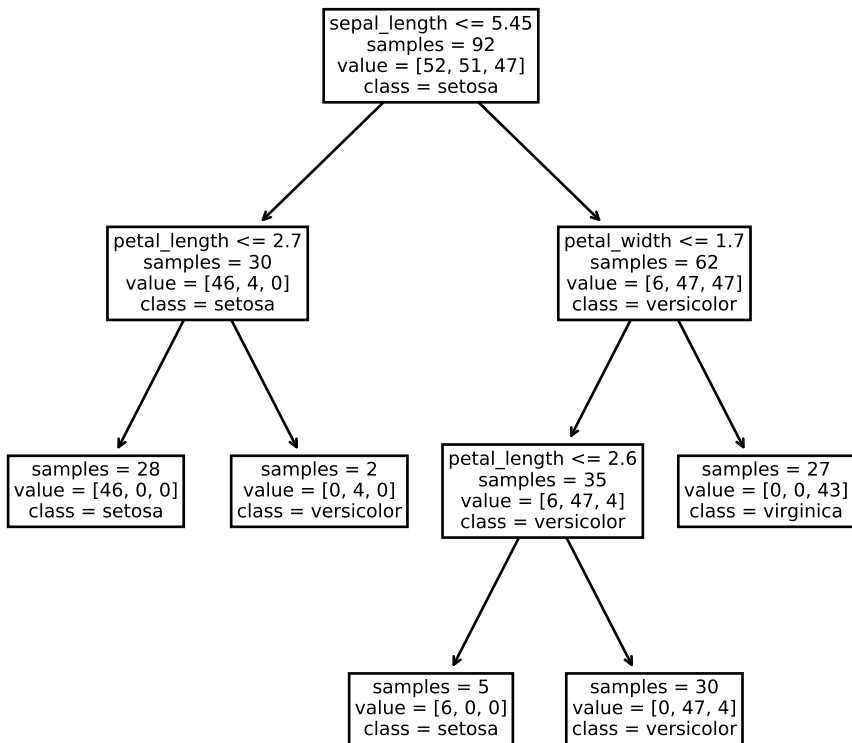 sepal_length <= 5.45
samples = 92
value = [52, 51, 47]
class = setosa
petal_length <= 2.7
samples = 30
value = [46, 4, 0]
class = setosa
petal_width <= 1.7
samples = 62
value = [6, 47, 47]
class = versicolor
samples = 28
value = [46, 0, 0]
class = setosa
samples = 2
value = [0, 4, 0]
class = versicolor
petal_length <= 2.6
samples = 35
value = [6, 47, 4]
class = versicolor
samples = 27
value = [0, 0, 43]
class = virginica
samples = 5
value = [6, 0, 0]
class = setosa
samples = 30
value = [0, 47, 4]
class = versicolor